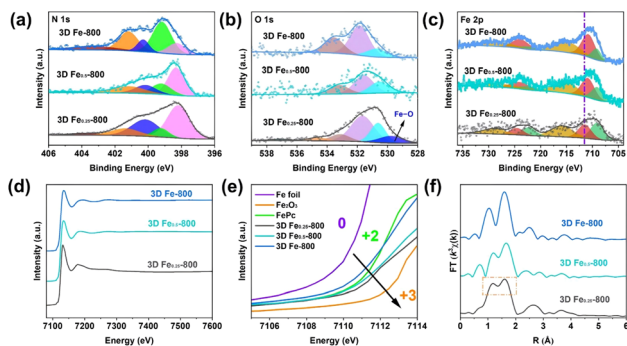 (a)
N 1s
3D Fe-800
3D Fe₀.₅-800
3D Fe₀.₂₅-800
Intensity (a.u.)
406 404 402 400 398 396
Binding Energy (eV)
(b)
O 1s
3D Fe-800
3D Fe₀.₅-800
3D Fe₀.₂₅-800
Fe−O
Intensity (a.u.)
538 536 534 532 530 528
Binding Energy (eV)
(c)
Fe 2p
3D Fe-800
3D Fe₀.₅-800
3D Fe₀.₂₅-800
Intensity (a.u.)
735 730 725 720 715 710 705
Binding Energy (eV)
(d)
3D Fe-800
3D Fe₀.₅-800
3D Fe₀.₂₅-800
Intensity (a.u.)
7100 7200 7300 7400 7500 7600
Energy (eV)
(e)
Fe foil
Fe₂O₃
FePc
3D Fe₀.₂₅-800
3D Fe₀.₅-800
3D Fe-800
0
+2
+3
Intensity (a.u.)
7106 7108 7110 7112 7114
Energy (eV)
(f)
3D Fe-800
3D Fe₀.₅-800
3D Fe₀.₂₅-800
FT (k³χ(k))
0 1 2 3 4 5 6
R (Å)